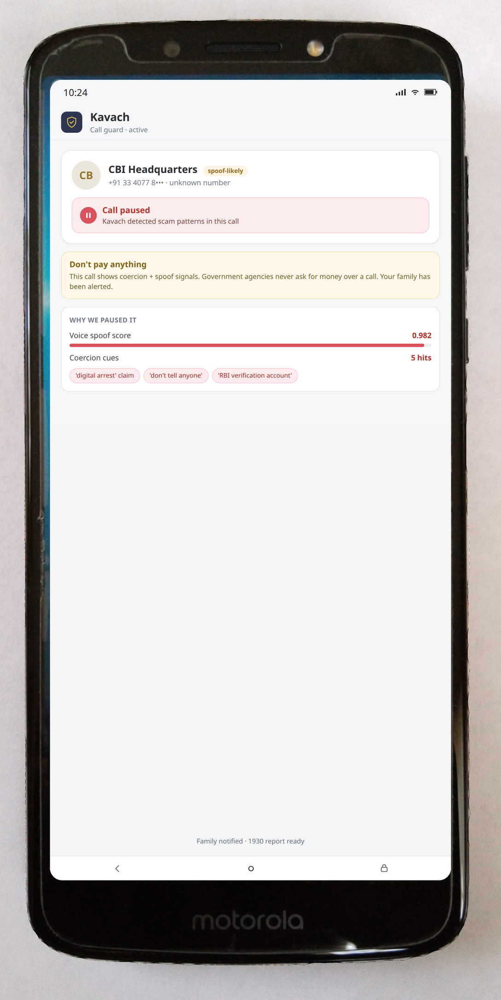 10:24
Kavach
Call guard · active
CB
CBI Headquarters spoof-likely
+91 33 4077 8••• · unknown number
Call paused
Kavach detected scam patterns in this call
Don't pay anything
This call shows coercion + spoof signals. Government agencies never ask for money over a call. Your family has
been alerted.
WHY WE PAUSED IT
Voice spoof score 0.982
Coercion cues 5 hits
'digital arrest' claim 'don't tell anyone' 'RBI verification account'
Family notified · 1930 report ready
motorola